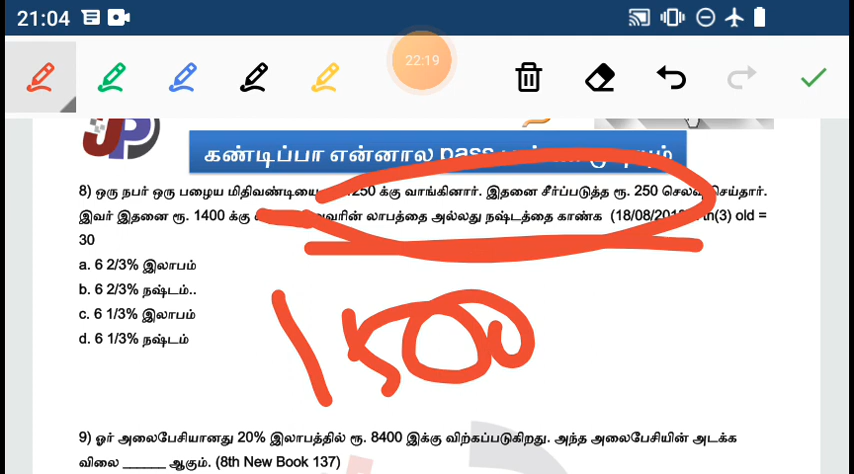 21:04
22:19
JP
கண்டிப்பா என்னால pass
8) ஒரு நபர் ஒரு பழைய மிதிவண்டியை 1250 க்கு வாங்கினார். இதனை சீர்ப்படுத்த ரூ. 250 செலவு செய்தார்.
இவர் இதனை ரூ. 1400 க்கு லாபத்தை அல்லது நஷ்டத்தை காண்க (18/08/201 (3) old =
30
a. 6 2/3% இலாபம்
b. 6 2/3% நஷ்டம்..
c. 6 1/3% இலாபம்
d. 6 1/3% நஷ்டம்
1500
9) ஓர் அலைபேசியானது 20% இலாபத்தில் ரூ. 8400 இக்கு விற்கப்படுகிறது. அந்த அலைபேசியின் அடக்க
விலை ______ ஆகும். (8th New Book 137)